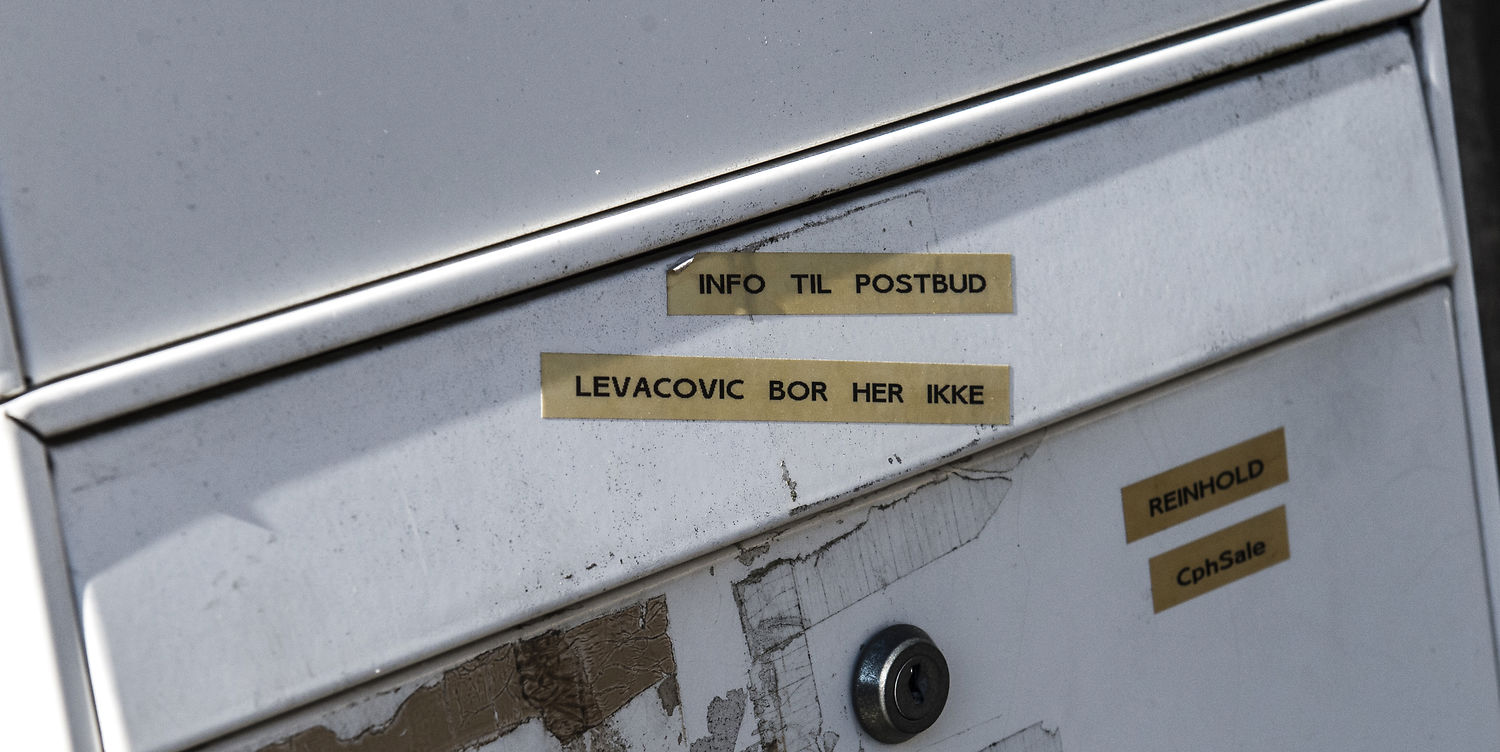 INFO TIL POSTBUD
LEVACOVIC BOR HER IKKE
REINHOLD
CphSale